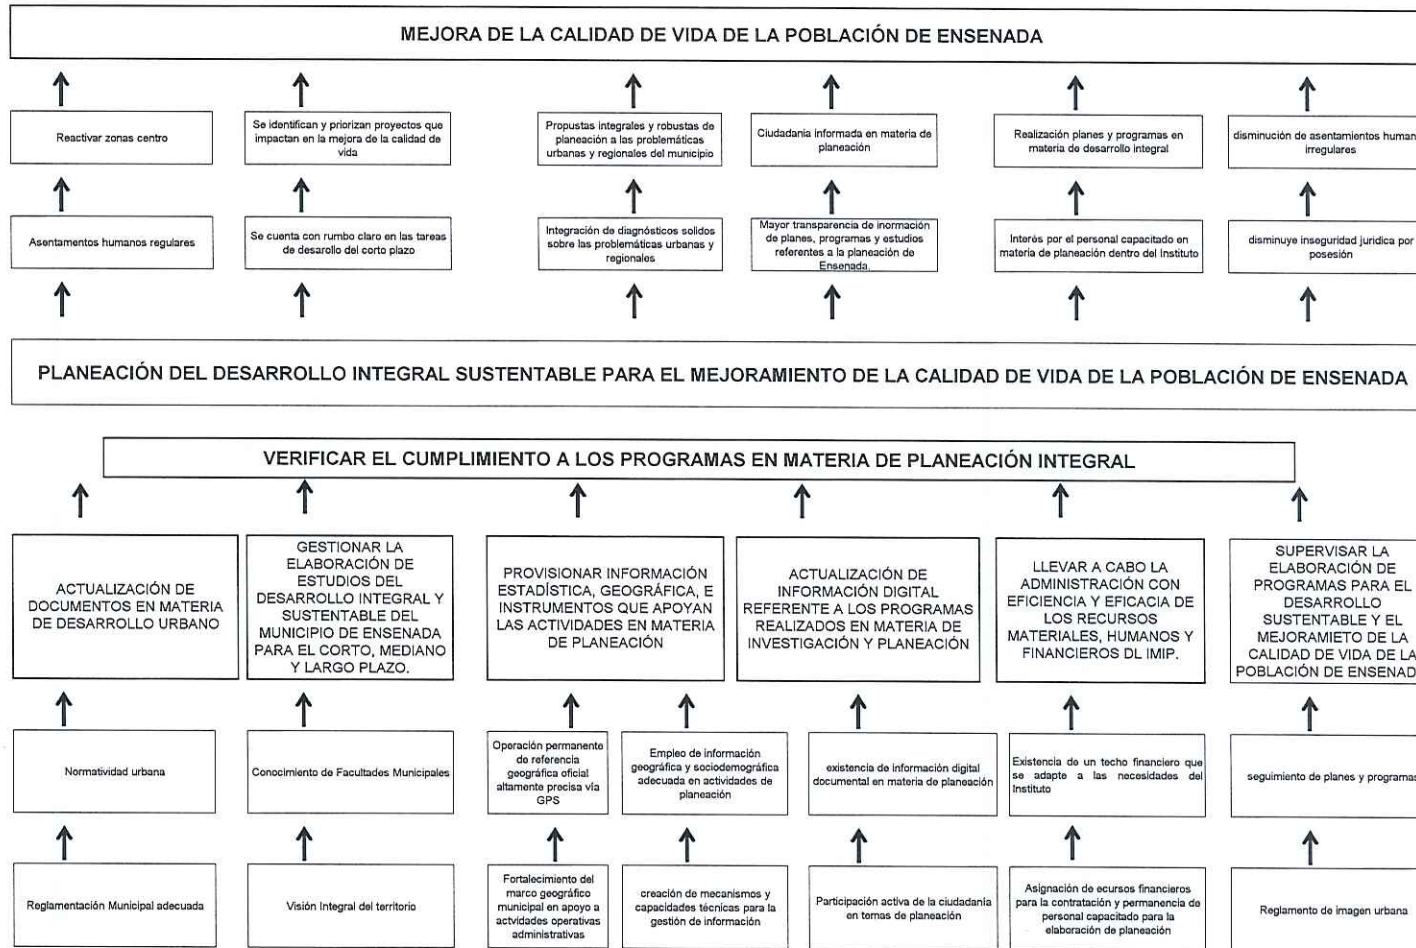 MEJORA DE LA CALIDAD DE VIDA DE LA POBLACIÓN DE ENSENADA
Reactivar zonas centro
Se identifican y priorizan proyectos que
impactan en la mejora de la calidad de
vida
Propustas integrales y robustas de
planeación a las problemáticas
urbanas y regionales del municipio
Ciudadanía informada en materia de
planeación
Realización planes y programas en
materia de desarrollo integral
disminución de asentamientos human
irregulares
Asentamentos humanos regulares
Se cuenta con rumbo claro en las tareas
de desarollo del corto plazo
Integración de diagnósticos solidos
sobre las problemáticas urbanas y
regionales
Mayor transparencia de inormación
de planes, programas y estudios
referentes a la planeación de
Ensenada.
Interés por el personal capacitado en
materia de planeación dentro del Instituto
disminuye inseguridad juridica por
posesión
PLANEACIÓN DEL DESARROLLO INTEGRAL SUSTENTABLE PARA EL MEJORAMIENTO DE LA CALIDAD DE VIDA DE LA POBLACIÓN DE ENSENADA
VERIFICAR EL CUMPLIMIENTO A LOS PROGRAMAS EN MATERIA DE PLANEACIÓN INTEGRAL
ACTUALIZACIÓN DE
DOCUMENTOS EN MATERIA
DE DESARROLLO URBANO
GESTIONAR LA
ELABORACIÓN DE
ESTUDIOS DEL
DESARROLLO INTEGRAL Y
SUSTENTABLE DEL
MUNICIPIO DE ENSENADA
PARA EL CORTO, MEDIANO
Y LARGO PLAZO.
PROVISIONAR INFORMACIÓN
ESTADÍSTICA, GEOGRÁFICA, E
INSTRUMENTOS QUE APOYAN
LAS ACTIVIDADES EN MATERIA
DE PLANEACIÓN
ACTUALIZACIÓN DE
INFORMACIÓN DIGITAL
REFERENTE A LOS PROGRAMAS
REALIZADOS EN MATERIA DE
INVESTIGACIÓN Y PLANEACIÓN
LLEVAR A CABO LA
ADMINISTRACIÓN CON
EFICIENCIA Y EFICACIA DE
LOS RECURSOS
MATERIALES, HUMANOS Y
FINANCIEROS DL IMIP.
SUPERVISAR LA
ELABORACIÓN DE
PROGRAMAS PARA EL
DESARROLLO
SUSTENTABLE Y EL
MEJORAMIETO DE LA
CALIDAD DE VIDA DE LA
POBLACIÓN DE ENSENAD
Normatividad urbana
Conocimiento de Facultades Municipales
Operación permanente
de referencia
geográfica oficial
altamente precisa vía
GPS
Empleo de información
geográfica y sociodemográfica
adecuada en actividades de
planeación
existencia de información digital
documental en materia de planeación
Existencia de un techo financiero que
se adapte a las necesidades del
Instituto
seguimiento de planes y programas
Reglamentación Municipal adecuada
Visión Integral del territorio
Fortalecimiento del
marco geográfico
municipal en apoyo a
actvidades operativas
administrativas
creación de mecanismos y
capacidades técnicas para la
gestión de información
Participación activa de la ciudadanía
en temas de planeación
Asignación de ecursos financieros
para la contratación y permanencia de
personal capacitado para la
elaboración de planeación
Reglamento de imagen urbana